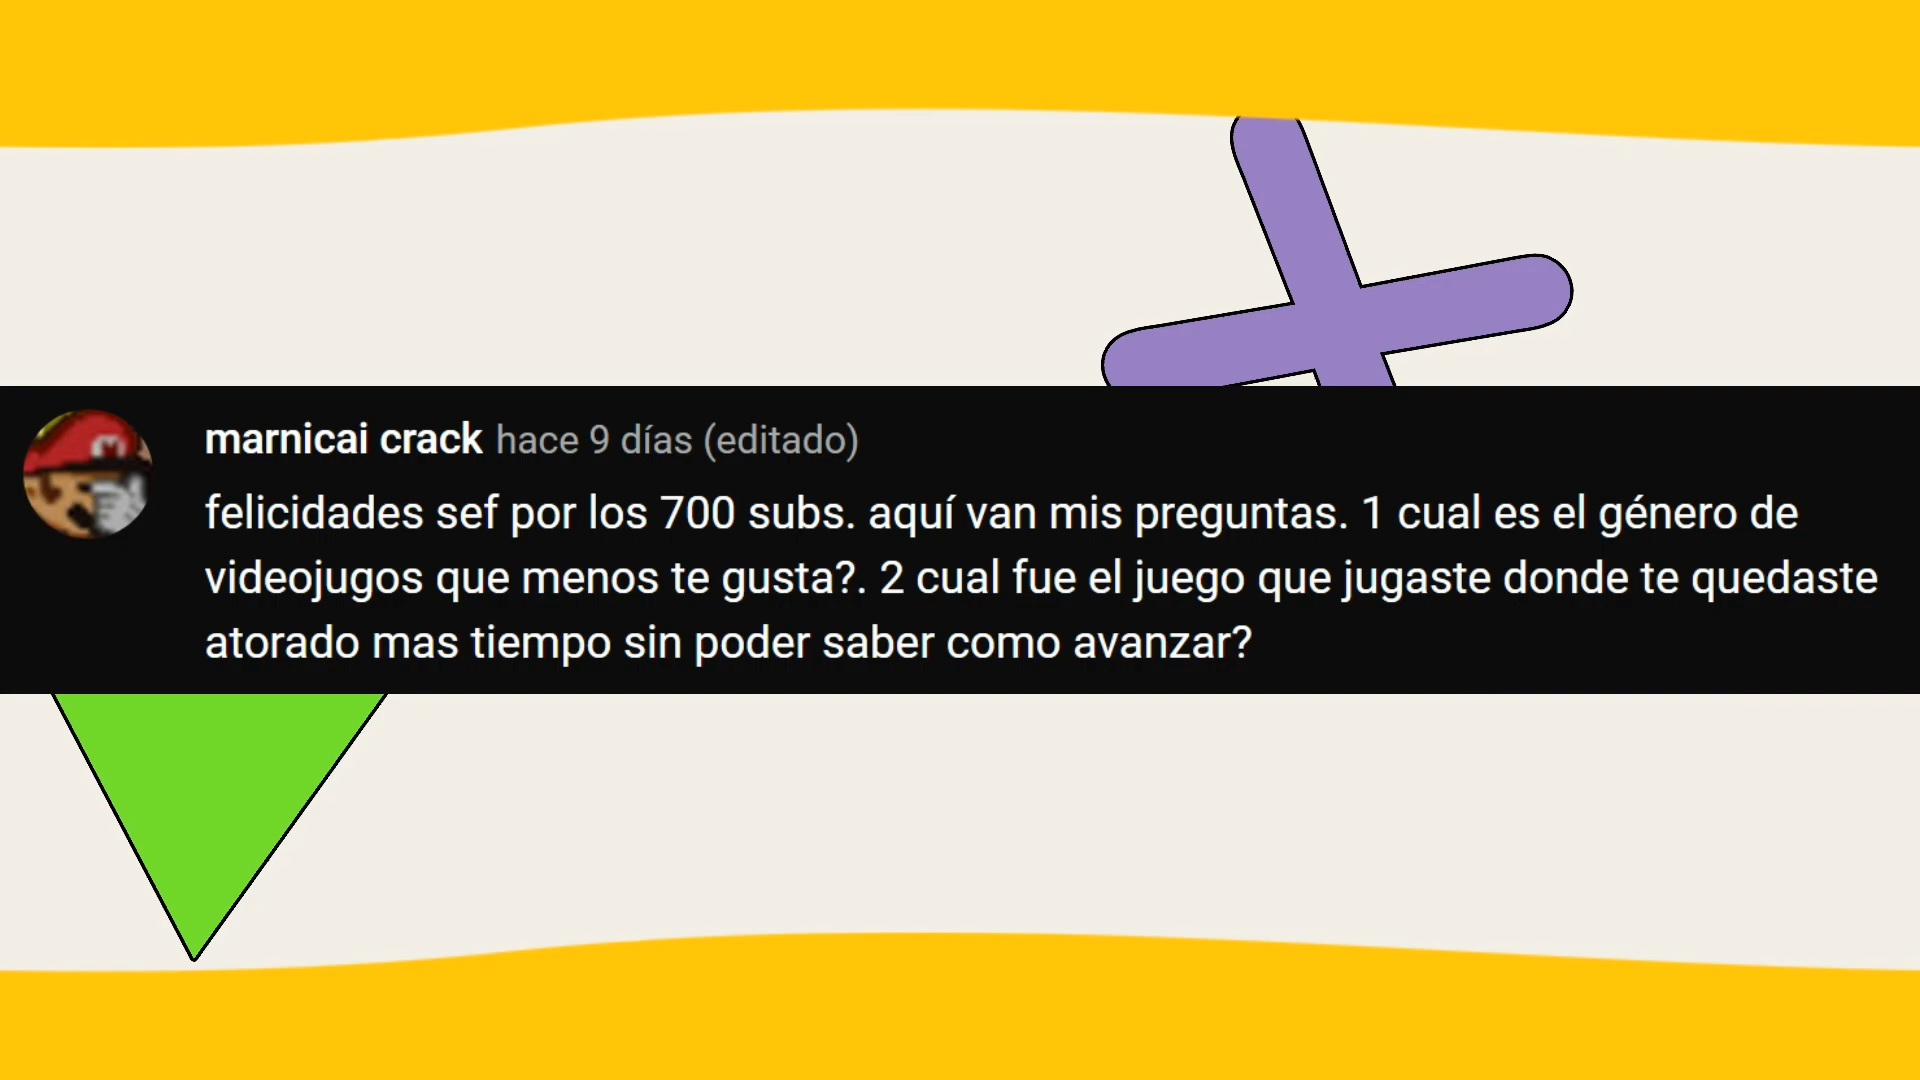 marnicai crack hace 9 días (editado)
felicidades sef por los 700 subs. aquí van mis preguntas. 1 cual es el género de
videojugos que menos te gusta?. 2 cual fue el juego que jugaste donde te quedaste
atorado mas tiempo sin poder saber como avanzar?